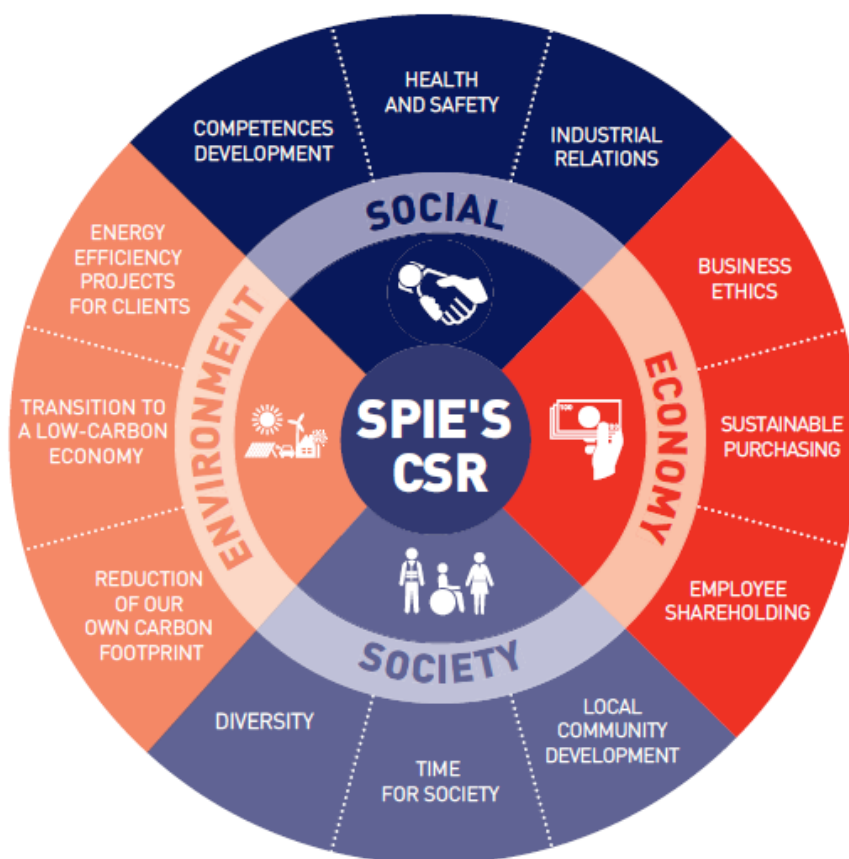 HEALTH
AND SAFETY
COMPETENCES
DEVELOPMENT
INDUSTRIAL
RELATIONS
SOCIAL
ENERGY
EFFICIENCY
PROJECTS
FOR CLIENTS
TRANSITION TO
A LOW-CARBON
ECONOMY
REDUCTION
OF OUR
OWN CARBON
FOOTPRINT
ENVIRONMENT
SPIE'S
CSR
100
ECONOMY
BUSINESS
ETHICS
SUSTAINABLE
PURCHASING
EMPLOYEE
SHAREHOLDING
SOCIETY
DIVERSITY
TIME
FOR SOCIETY
LOCAL
COMMUNITY
DEVELOPMENT